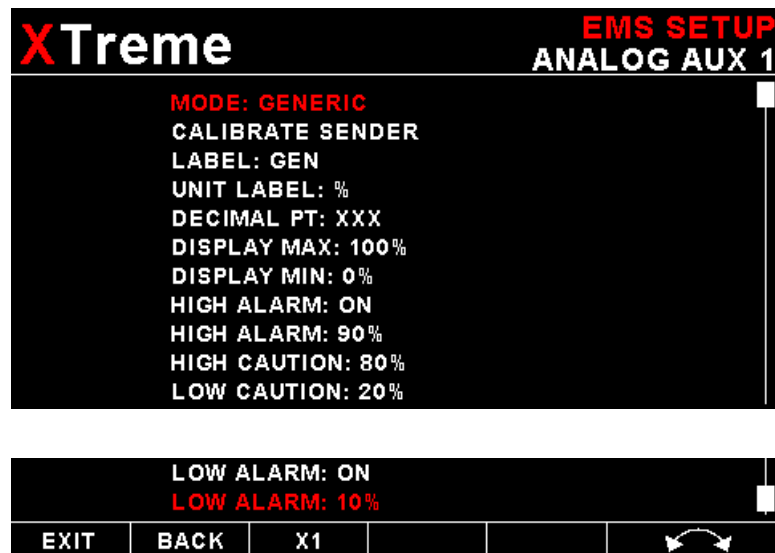 XTreme
EMS SETUP
ANALOG AUX 1
MODE: GENERIC
CALIBRATE SENDER
LABEL: GEN
UNIT LABEL: %
DECIMAL PT: XXX
DISPLAY MAX: 100%
DISPLAY MIN: 0%
HIGH ALARM: ON
HIGH ALARM: 90%
HIGH CAUTION: 80%
LOW CAUTION: 20%
LOW ALARM: ON
LOW ALARM: 10%
EXIT BACK X1